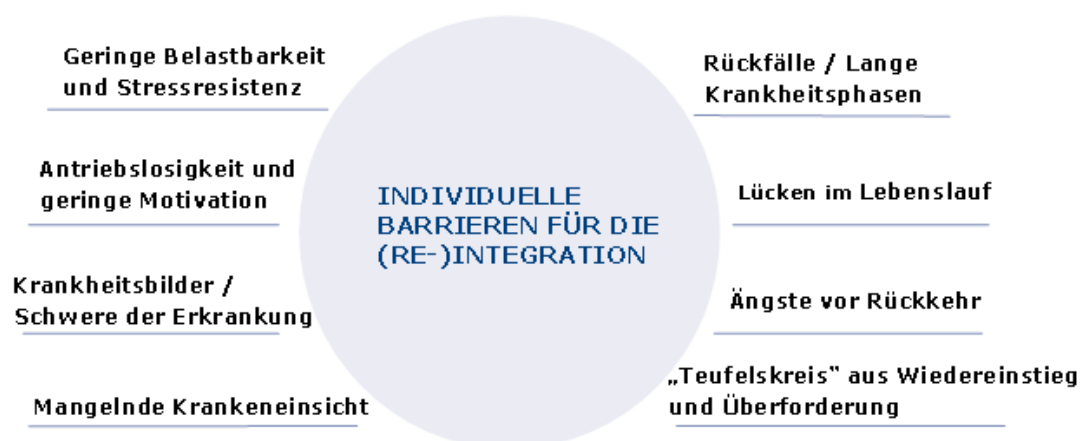 Geringe Belastbarkeit
und Stressresistenz
Antriebslosigkeit und
geringe Motivation
Krankheitsbilder /
Schwere der Erkrankung
Mangelnde Krankeneinsicht
INDIVIDUELLE
BARRIEREN FÜR DIE
(RE-)INTEGRATION
Rückfälle / Lange
Krankheitsphasen
Lücken im Lebenslauf
Ängste vor Rückkehr
„Teufelskreis“ aus Wiedereinstieg
und Überforderung